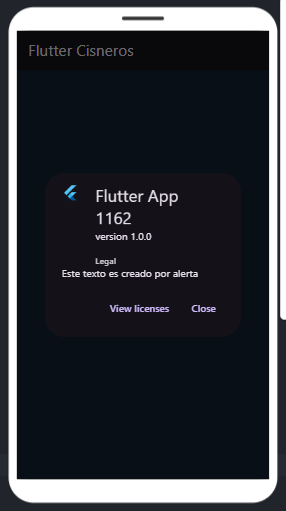 Flutter Cisneros
Flutter App
1162
version 1.0.0
Legal
Este texto es creado por alerta
View licenses Close